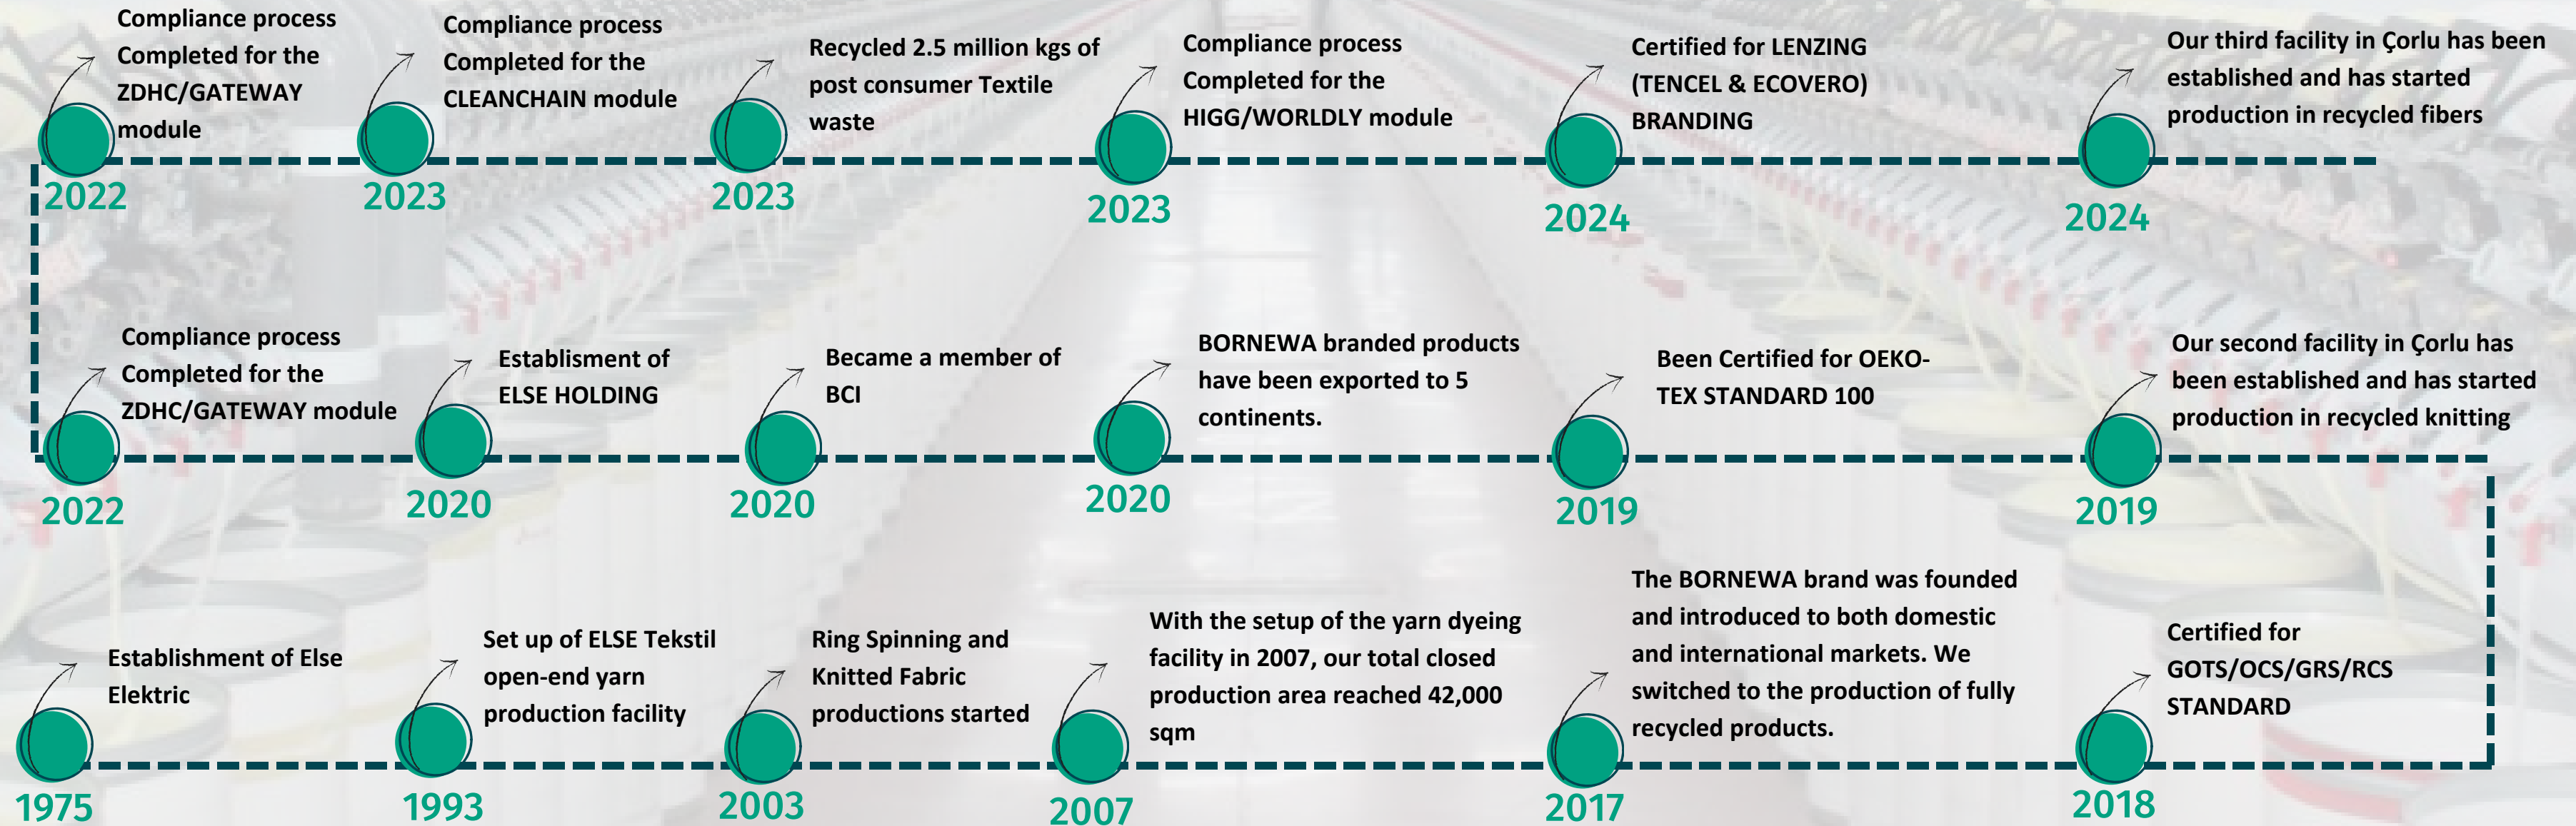 Compliance process
Completed for the
ZDHC/GATEWAY
module
2022
Compliance process
Completed for the
CLEANCHAIN module
2023
Recycled 2.5 million kgs of
post consumer Textile
waste
2023
Compliance process
Completed for the
HIGG/WORLDLY module
2023
Certified for LENZING
(TENCEL & ECOVERO)
BRANDING
2024
Our third facility in Çorlu has been
established and has started
production in recycled fibers
2024
Compliance process
Completed for the
ZDHC/GATEWAY module
2022
Establisment of
ELSE HOLDING
2020
Became a member of
BCI
2020
BORNEWA branded products
have been exported to 5
continents.
2020
Been Certified for OEKO-
TEX STANDARD 100
2019
Our second facility in Çorlu has
been established and has started
production in recycled knitting
2019
Establishment of Else
Elektric
1975
Set up of ELSE Tekstil
open-end yarn
production facility
1993
Ring Spinning and
Knitted Fabric
productions started
2003
With the setup of the yarn dyeing
facility in 2007, our total closed
production area reached 42,000
sqm
2007
The BORNEWA brand was founded
and introduced to both domestic
and international markets. We
switched to the production of fully
recycled products.
2017
Certified for
GOTS/OCS/GRS/RCS
STANDARD
2018